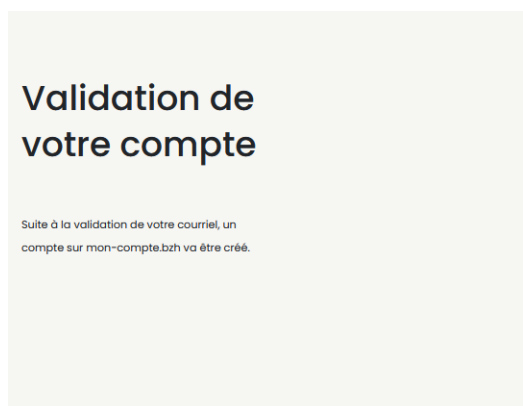 Validation de
votre compte
Suite à la validation de votre courriel, un
compte sur mon-compte.bzh va être créé.